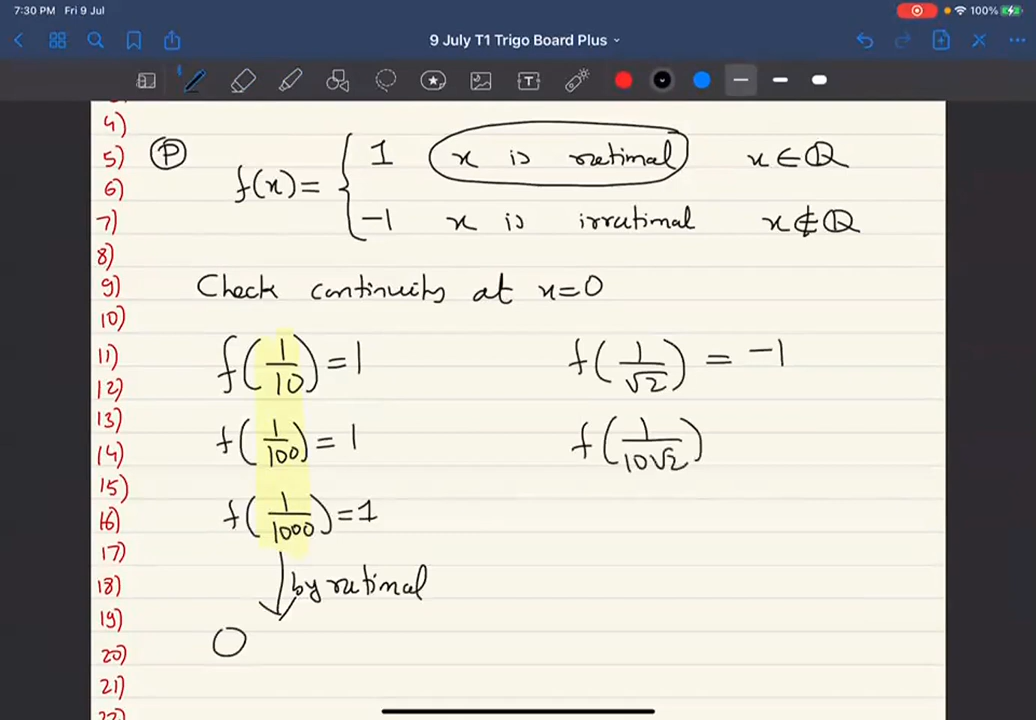 7:30 PM Fri 9 Jul
100%
9 July T1 Trigo Board Plus
4)
5) P 1 x is rational x ∈ Q
6) f(x) =
7) -1 x is irrational x ∉ Q
8)
9) Check continuity at x=0
10)
11) f(1/10) = 1 f(1/√2) = -1
12)
13)
14) f(1/100) = 1 f(1/10√2)
15)
16) f(1/1000) = 1
17)
18) by rational
19)
20) 0
21)
22)